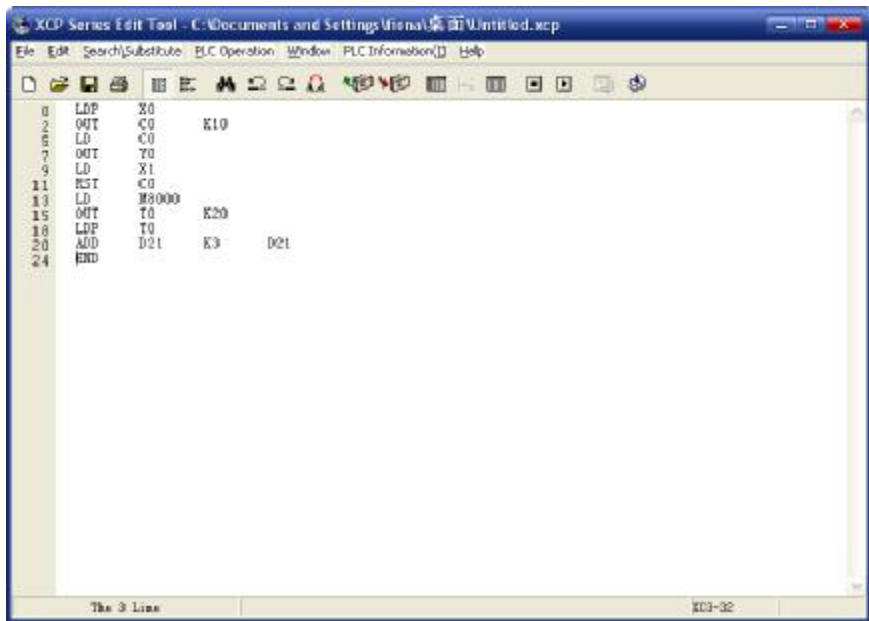 XCP Series Edit Tool - C:\Documents and Settings\fiona\桌面\Untitled.xcp
File Edit Search\Substitute PLC Operation Window PLC Information(I) Help
0 LDP X0
2 OUT C0 K10
5 LD C0
7 OUT Y0
9 LD X1
11 RST C0
13 LD M8000
15 OUT T0 K20
18 LDP T0
20 ADD D21 K3 D21
24 END
The 3 Line XC3-32